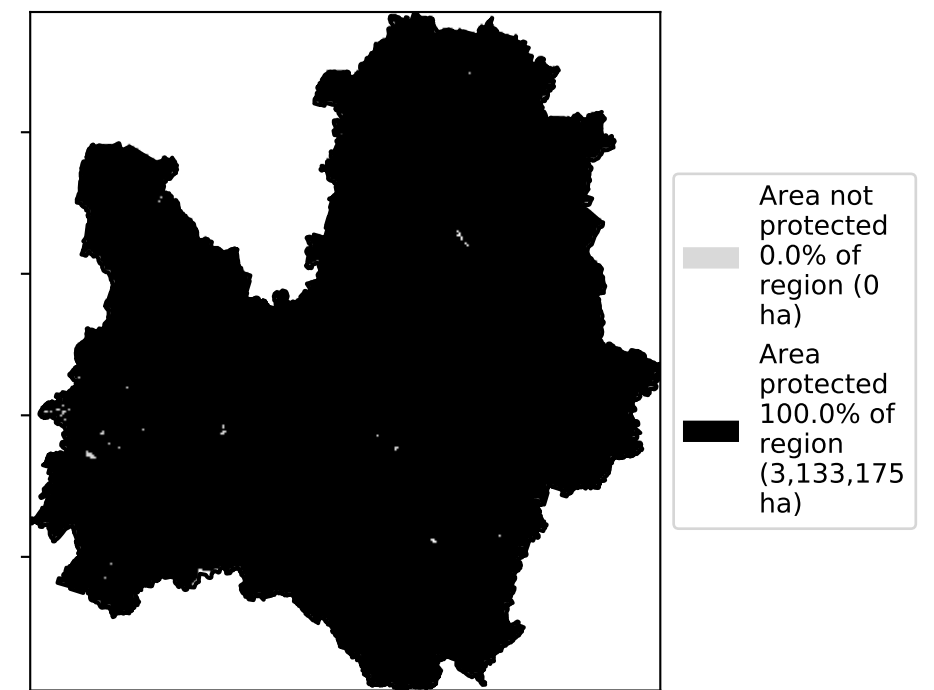 Area not
protected
0.0% of
region (0
ha)
Area
protected
100.0% of
region
(3,133,175
ha)